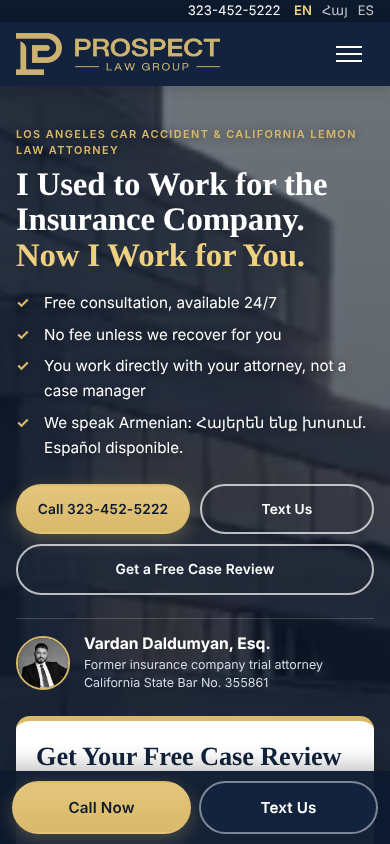 323-452-5222 EN Հայ ES
PROSPECT
LAW GROUP
LOS ANGELES CAR ACCIDENT & CALIFORNIA LEMON
LAW ATTORNEY
I Used to Work for the
Insurance Company.
Now I Work for You.
Free consultation, available 24/7
No fee unless we recover for you
You work directly with your attorney, not a
case manager
We speak Armenian: Հայերեն ենք խոսում.
Español disponible.
Call 323-452-5222
Text Us
Get a Free Case Review
Vardan Daldumyan, Esq.
Former insurance company trial attorney
California State Bar No. 355861
Get Your Free Case Review
Call Now
Text Us